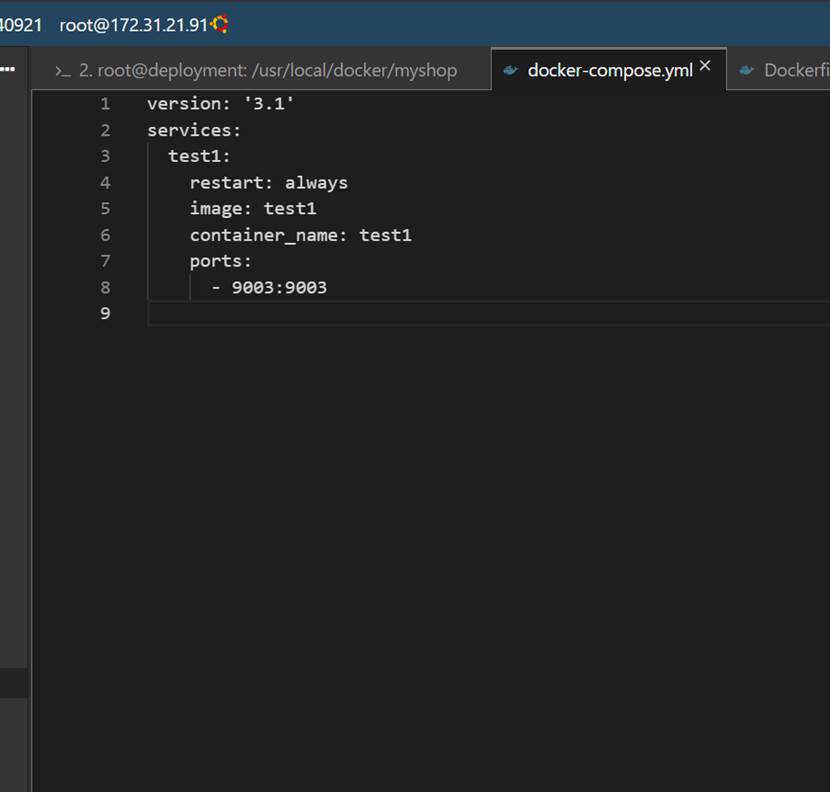 40921 root@172.31.21.91
>_ 2. root@deployment: /usr/local/docker/myshop docker-compose.yml × Dockerfi
1 version: '3.1'
2 services:
3 test1:
4 restart: always
5 image: test1
6 container_name: test1
7 ports:
8 - 9003:9003
9